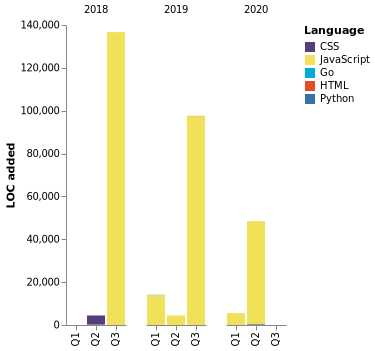 2018 2019 2020
Language
CSS
JavaScript
Go
HTML
Python
LOC added
140,000
120,000
100,000
80,000
60,000
40,000
20,000
0
Q1 Q2 Q3 Q1 Q2 Q3 Q1 Q2 Q3